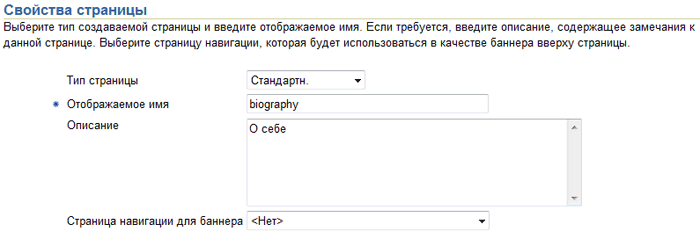 Свойства страницы
Выберите тип создаваемой страницы и введите отображаемое имя. Если требуется, введите описание, содержащее замечания к
данной странице. Выберите страницу навигации, которая будет использоваться в качестве баннера вверху страницы.
Тип страницы Стандартн.
Отображаемое имя biography
Описание О себе
Страница навигации для баннера <Нет>